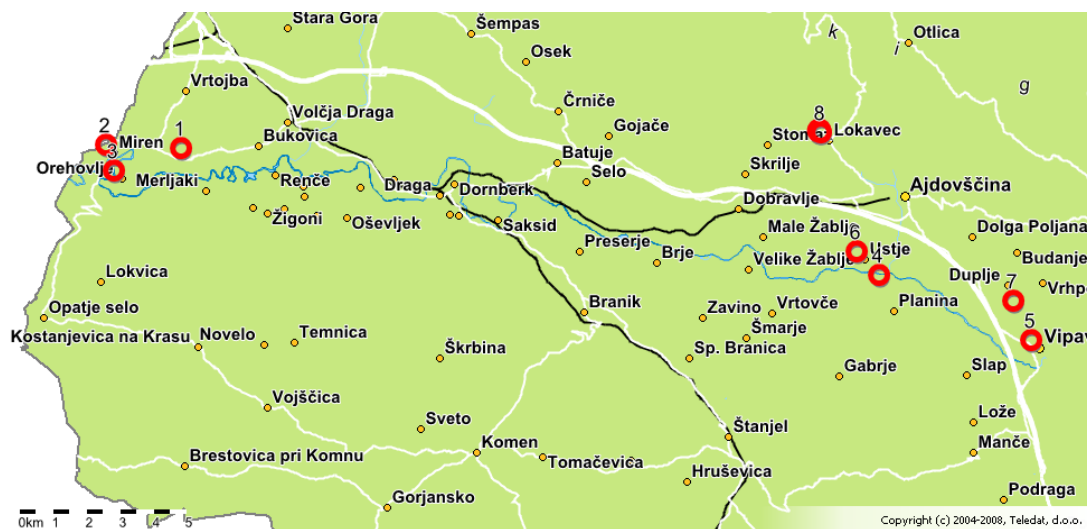 Stara Gora
Šempas
Otlica
k
i
g
Osek
Vrtojba
Črniče
Volčja Draga
8
2
1
Miren
Bukovica
Gojače
Lokavec
3
Orehovlje
Batuje
Skrilje
Merljaki
Renče
Draga
Dornberk
Selo
Ajdovščina
Žigoni
Oševljek
Saksid
Dobravlje
Male Žablje
6
Ustje
Dolga Poljana
Preserje
Brje
Velike Žablje
4
Budanje
Lokvica
Duplje
7
Opatje selo
Branik
Zavino
Vrtovče
Planina
5
Kostanjevica na Krasu
Novelo
Temnica
Šmarje
Škrbina
Sp. Branica
Gabrje
Slap
Vojščica
Sveto
Štanjel
Lože
Komen
Manče
Brestovica pri Komnu
Tomačevica
Hruševica
Gorjansko
Podraga
0km 1 2 3 4 5
Copyright (c) 2004-2008, Teledat, d.o.o.